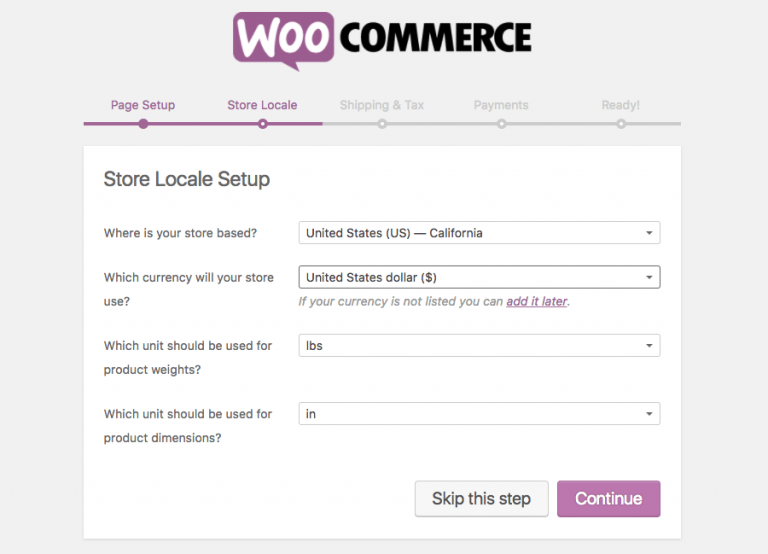 WOO COMMERCE
Page Setup Store Locale Shipping & Tax Payments Ready!
Store Locale Setup
Where is your store based? United States (US) — California
Which currency will your store United States dollar ($)
use? If your currency is not listed you can add it later.
Which unit should be used for lbs
product weights?
Which unit should be used for in
product dimensions?
Skip this step Continue